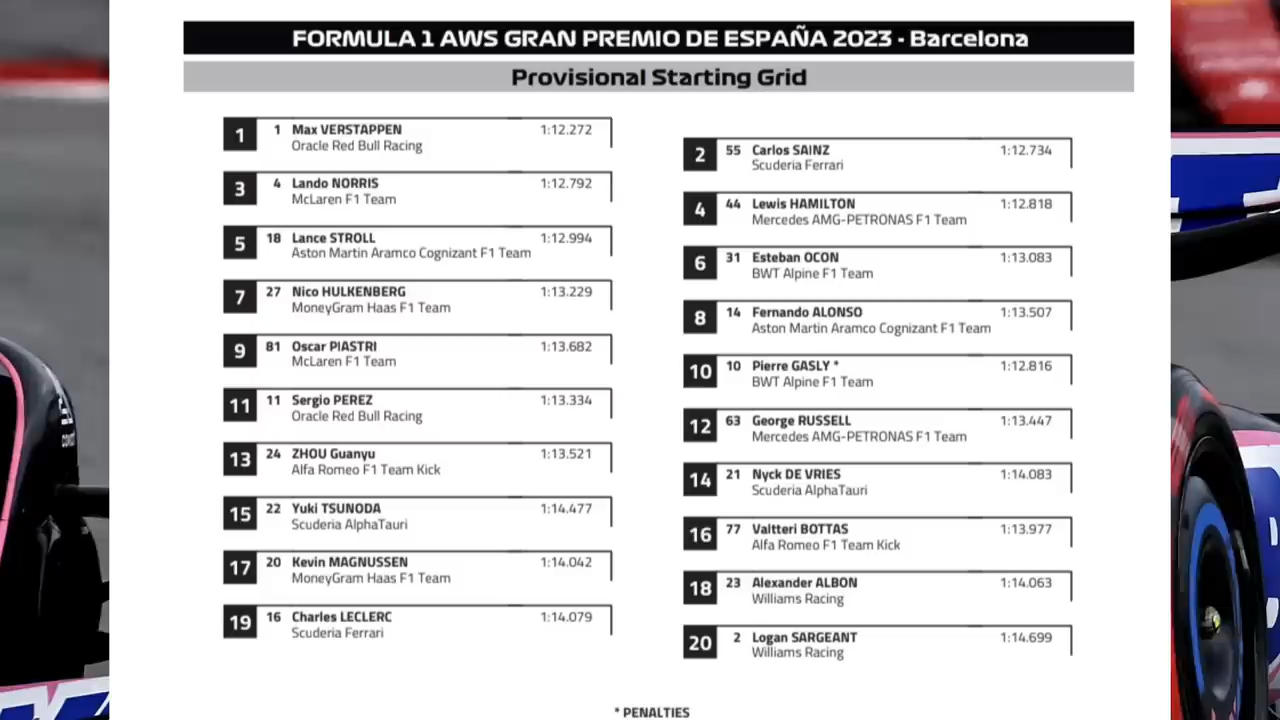 FORMULA 1 AWS GRAN PREMIO DE ESPAÑA 2023 - Barcelona
Provisional Starting Grid
1 1 Max VERSTAPPEN 1:12.272
Oracle Red Bull Racing
2 55 Carlos SAINZ 1:12.734
Scuderia Ferrari
3 4 Lando NORRIS 1:12.792
McLaren F1 Team
4 44 Lewis HAMILTON 1:12.818
Mercedes AMG-PETRONAS F1 Team
5 18 Lance STROLL 1:12.994
Aston Martin Aramco Cognizant F1 Team
6 31 Esteban OCON 1:13.083
BWT Alpine F1 Team
7 27 Nico HULKENBERG 1:13.229
MoneyGram Haas F1 Team
8 14 Fernando ALONSO 1:13.507
Aston Martin Aramco Cognizant F1 Team
9 81 Oscar PIASTRI 1:13.682
McLaren F1 Team
10 10 Pierre GASLY * 1:12.816
BWT Alpine F1 Team
11 11 Sergio PEREZ 1:13.334
Oracle Red Bull Racing
12 63 George RUSSELL 1:13.447
Mercedes AMG-PETRONAS F1 Team
13 24 ZHOU Guanyu 1:13.521
Alfa Romeo F1 Team Kick
14 21 Nyck DE VRIES 1:14.083
Scuderia AlphaTauri
15 22 Yuki TSUNODA 1:14.477
Scuderia AlphaTauri
16 77 Valtteri BOTTAS 1:13.977
Alfa Romeo F1 Team Kick
17 20 Kevin MAGNUSSEN 1:14.042
MoneyGram Haas F1 Team
18 23 Alexander ALBON 1:14.063
Williams Racing
19 16 Charles LECLERC 1:14.079
Scuderia Ferrari
20 2 Logan SARGEANT 1:14.699
Williams Racing
* PENALTIES